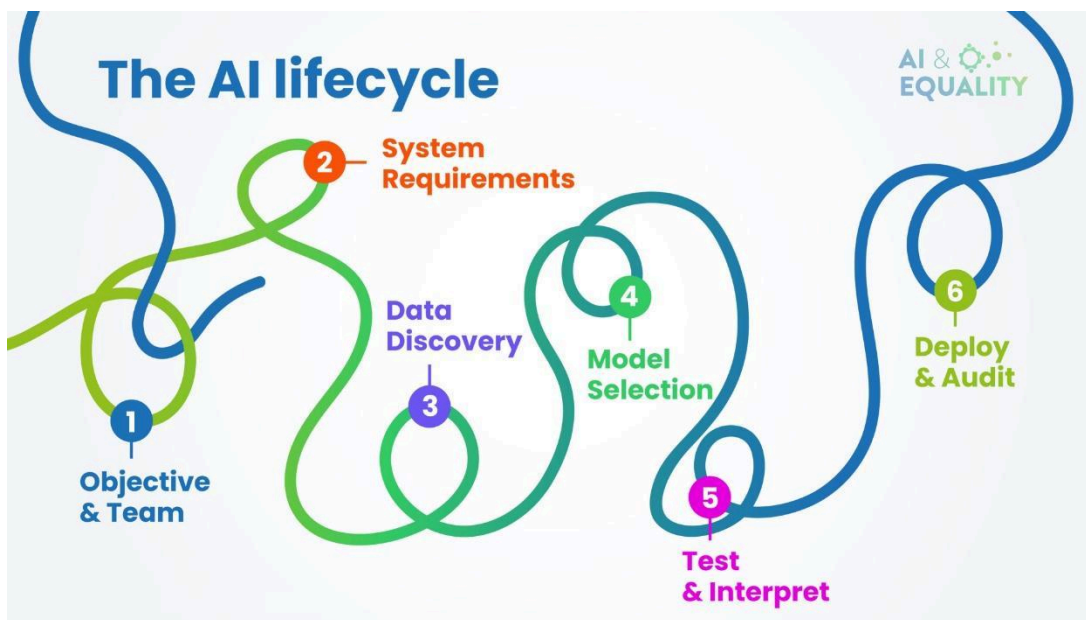 The AI lifecycle
AI &
EQUALITY
1
Objective
& Team
2
System
Requirements
3
Data
Discovery
4
Model
Selection
5
Test
& Interpret
6
Deploy
& Audit